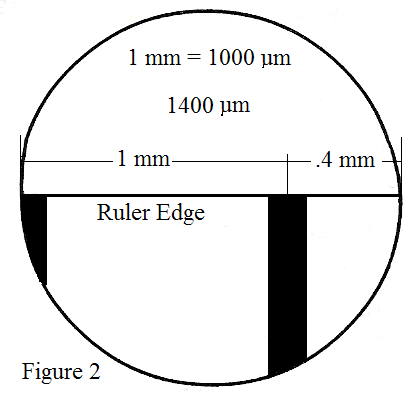 1 mm = 1000 µm
1400 µm
1 mm
.4 mm
Ruler Edge
Figure 2